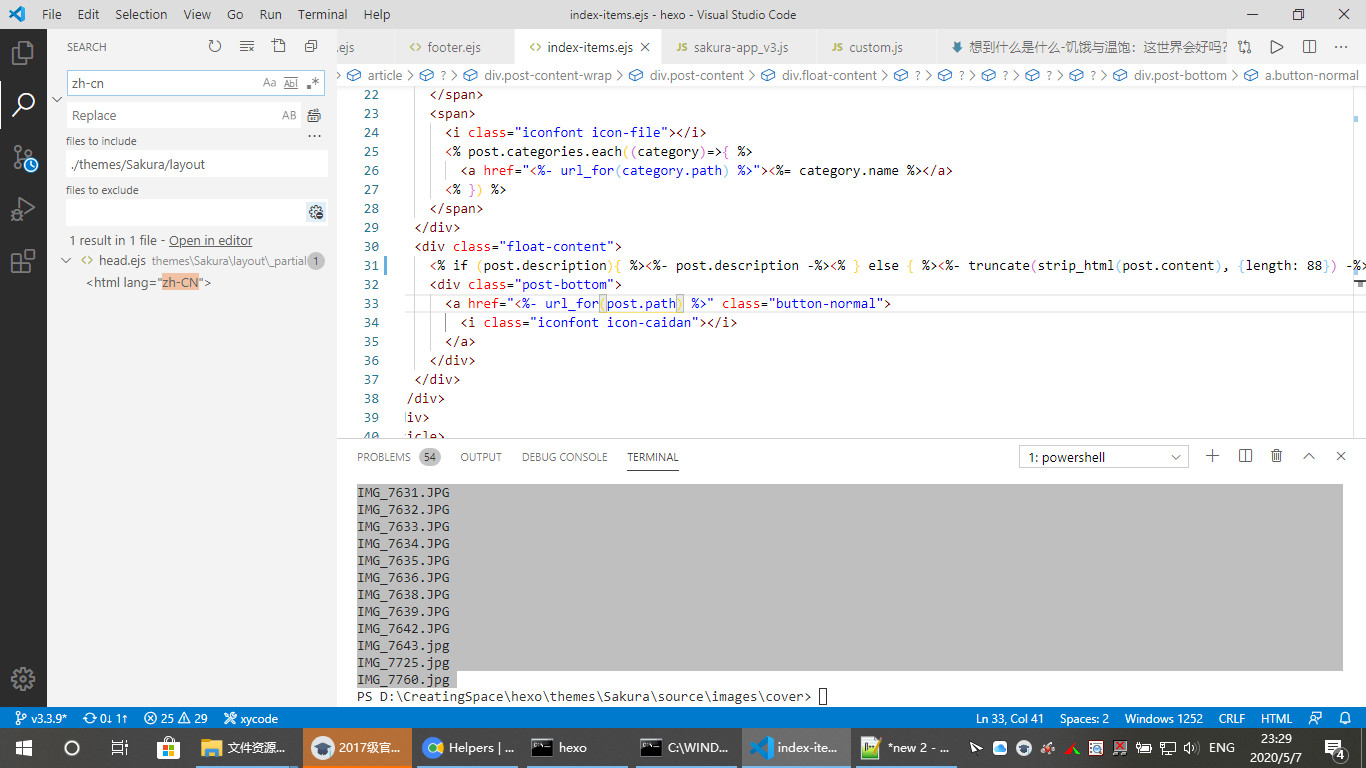 File Edit Selection View Go Run Terminal Help index-items.ejs - hexo - Visual Studio Code
SEARCH
.ejs footer.ejs index-items.ejs sakura-app_v3.js custom.js 想到什么是什么-饥饿与温饱：这世界会好吗?
zh-cn
Replace
files to include
./themes/Sakura/layout
files to exclude
1 result in 1 file - Open in editor
head.ejs themes\Sakura\layout\_partial 1
<html lang="zh-CN">
article > ? > div.post-content-wrap > div.post-content > div.float-content > ? > ? > ? > ? > ? > div.post-bottom > a.button-normal
22 </span>
23 <span>
24 <i class="iconfont icon-file"></i>
25 <% post.categories.each((category)=>{ %>
26 <a href="<%- url_for(category.path) %>"><%= category.name %></a>
27 <% }) %>
28 </span>
29 </div>
30 <div class="float-content">
31 <% if (post.description){ %><%- post.description -%><% } else { %><%- truncate(strip_html(post.content), {length: 88}) -%>
32 <div class="post-bottom">
33 <a href="<%- url_for(post.path) %>" class="button-normal">
34 <i class="iconfont icon-caidan"></i>
35 </a>
36 </div>
37 </div>
38 /div>
39 iv>
40 icle>
PROBLEMS 54 OUTPUT DEBUG CONSOLE TERMINAL 1: powershell
IMG_7631.JPG
IMG_7632.JPG
IMG_7633.JPG
IMG_7634.JPG
IMG_7635.JPG
IMG_7636.JPG
IMG_7638.JPG
IMG_7639.JPG
IMG_7642.JPG
IMG_7643.jpg
IMG_7725.jpg
IMG_7760.jpg
PS D:\CreatingSpace\hexo\themes\Sakura\source\images\cover>
v3.3.9* 0↓ 1↑ 25 29 xycode Ln 33, Col 41 Spaces: 2 Windows 1252 CRLF HTML
文件资源... 2017级官... Helpers | ... hexo C:\WIND... index-ite... *new 2 - ... ENG
23:29
2020/5/7
4